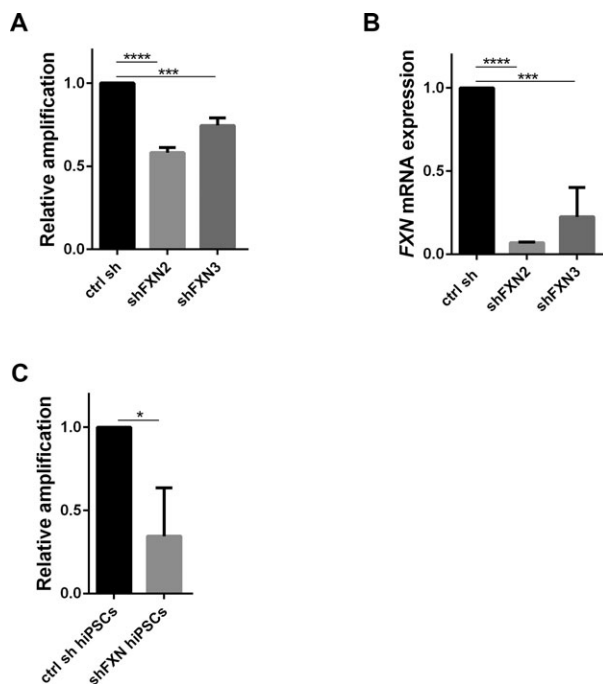 A
Relative amplification
1.0
0.5
0.0
****
***
ctrl sh
shFXN2
shFXN3
B
FXN mRNA expression
1.0
0.5
0.0
****
***
ctrl sh
shFXN2
shFXN3
C
Relative amplification
1.0
0.5
0.0
*
ctrl sh hiPSCs
shFXN hiPSCs